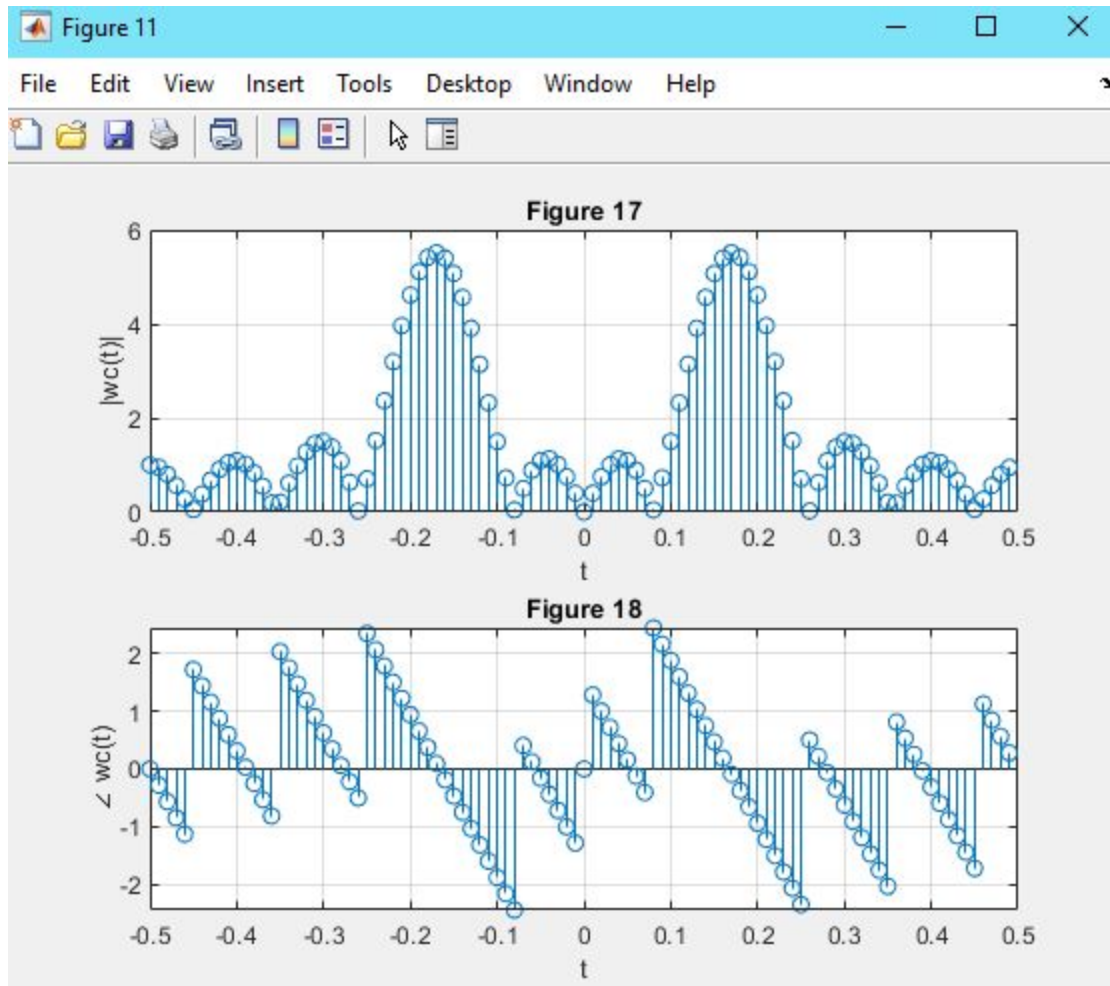 Figure 11
File Edit View Insert Tools Desktop Window Help
Figure 17
6
4
2
0
|wc(t)|
-0.5 -0.4 -0.3 -0.2 -0.1 0 0.1 0.2 0.3 0.4 0.5
t
Figure 18
2
1
0
-1
-2
∠ wc(t)
-0.5 -0.4 -0.3 -0.2 -0.1 0 0.1 0.2 0.3 0.4 0.5
t